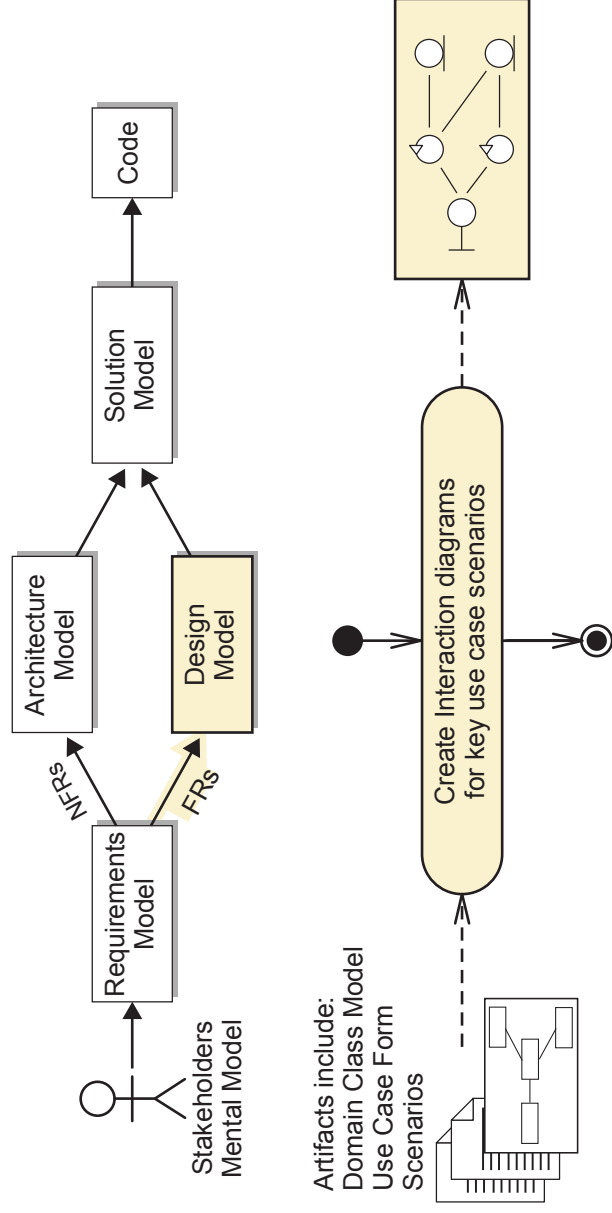 Stakeholders
Mental Model
Requirements
Model
NFRs
FRs
Architecture
Model
Design
Model
Solution
Model
Code
Artifacts include:
Domain Class Model
Use Case Form
Scenarios
Create Interaction diagrams
for key use case scenarios